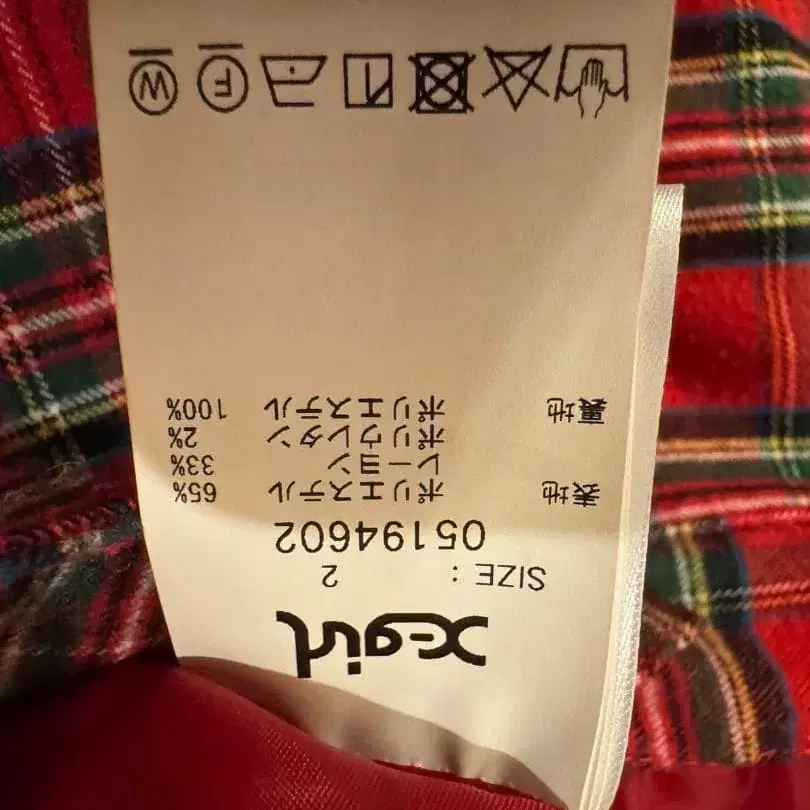 X-girl
SIZE : 2
05194602
表地 ポリエステル 65%
レーヨン 33%
ポリウレタン 2%
裏地 ポリエステル 100%
F W